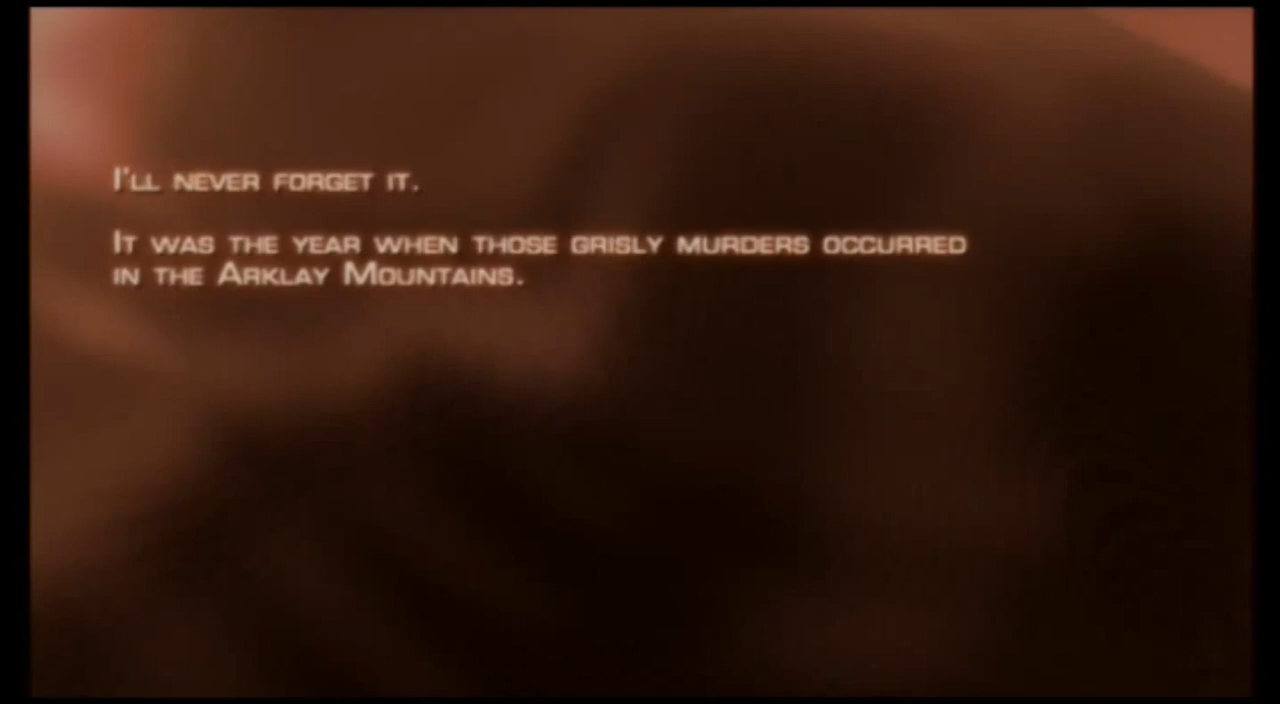 I'll never forget it.
It was the year when those grisly murders occurred
in the Arklay Mountains.